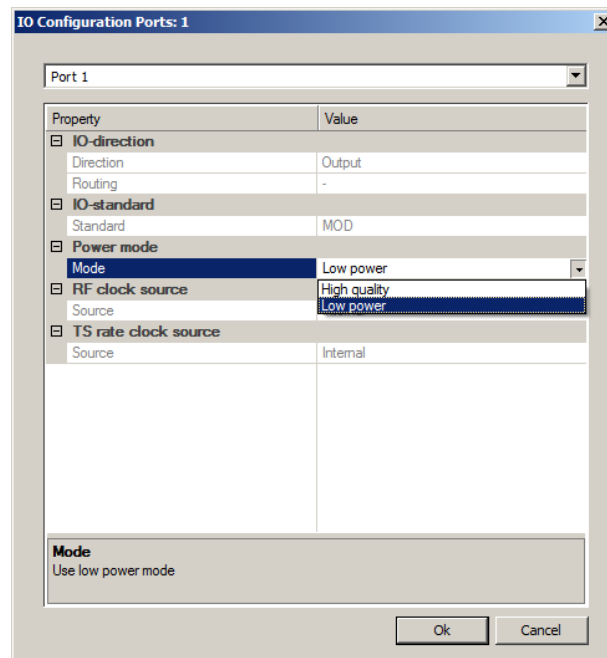 IO Configuration Ports: 1
Port 1
Property Value
IO-direction
Direction Output
Routing -
IO-standard
Standard MOD
Power mode
Mode Low power
RF clock source High quality
Source Low power
TS rate clock source
Source Internal
Mode
Use low power mode
Ok Cancel